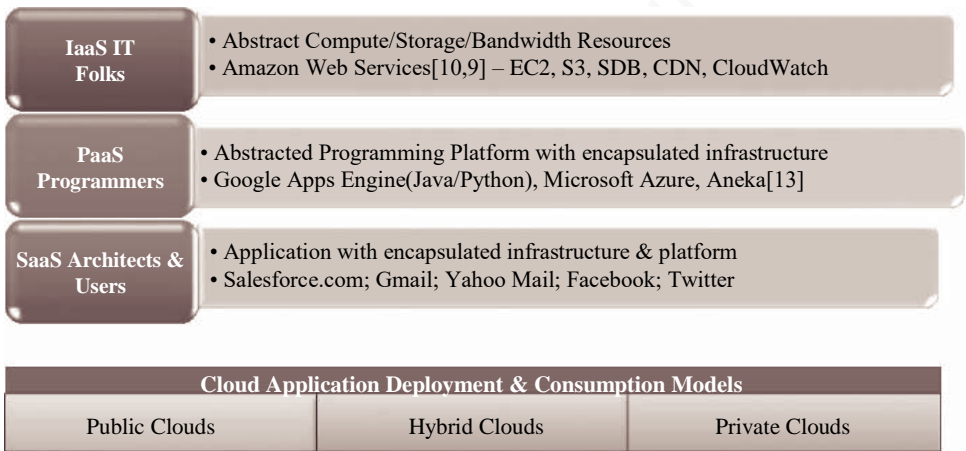 IaaS IT
Folks
• Abstract Compute/Storage/Bandwidth Resources
• Amazon Web Services[10,9] – EC2, S3, SDB, CDN, CloudWatch
PaaS
Programmers
• Abstracted Programming Platform with encapsulated infrastructure
• Google Apps Engine(Java/Python), Microsoft Azure, Aneka[13]
SaaS Architects &
Users
• Application with encapsulated infrastructure & platform
• Salesforce.com; Gmail; Yahoo Mail; Facebook; Twitter
Cloud Application Deployment & Consumption Models
Public Clouds
Hybrid Clouds
Private Clouds